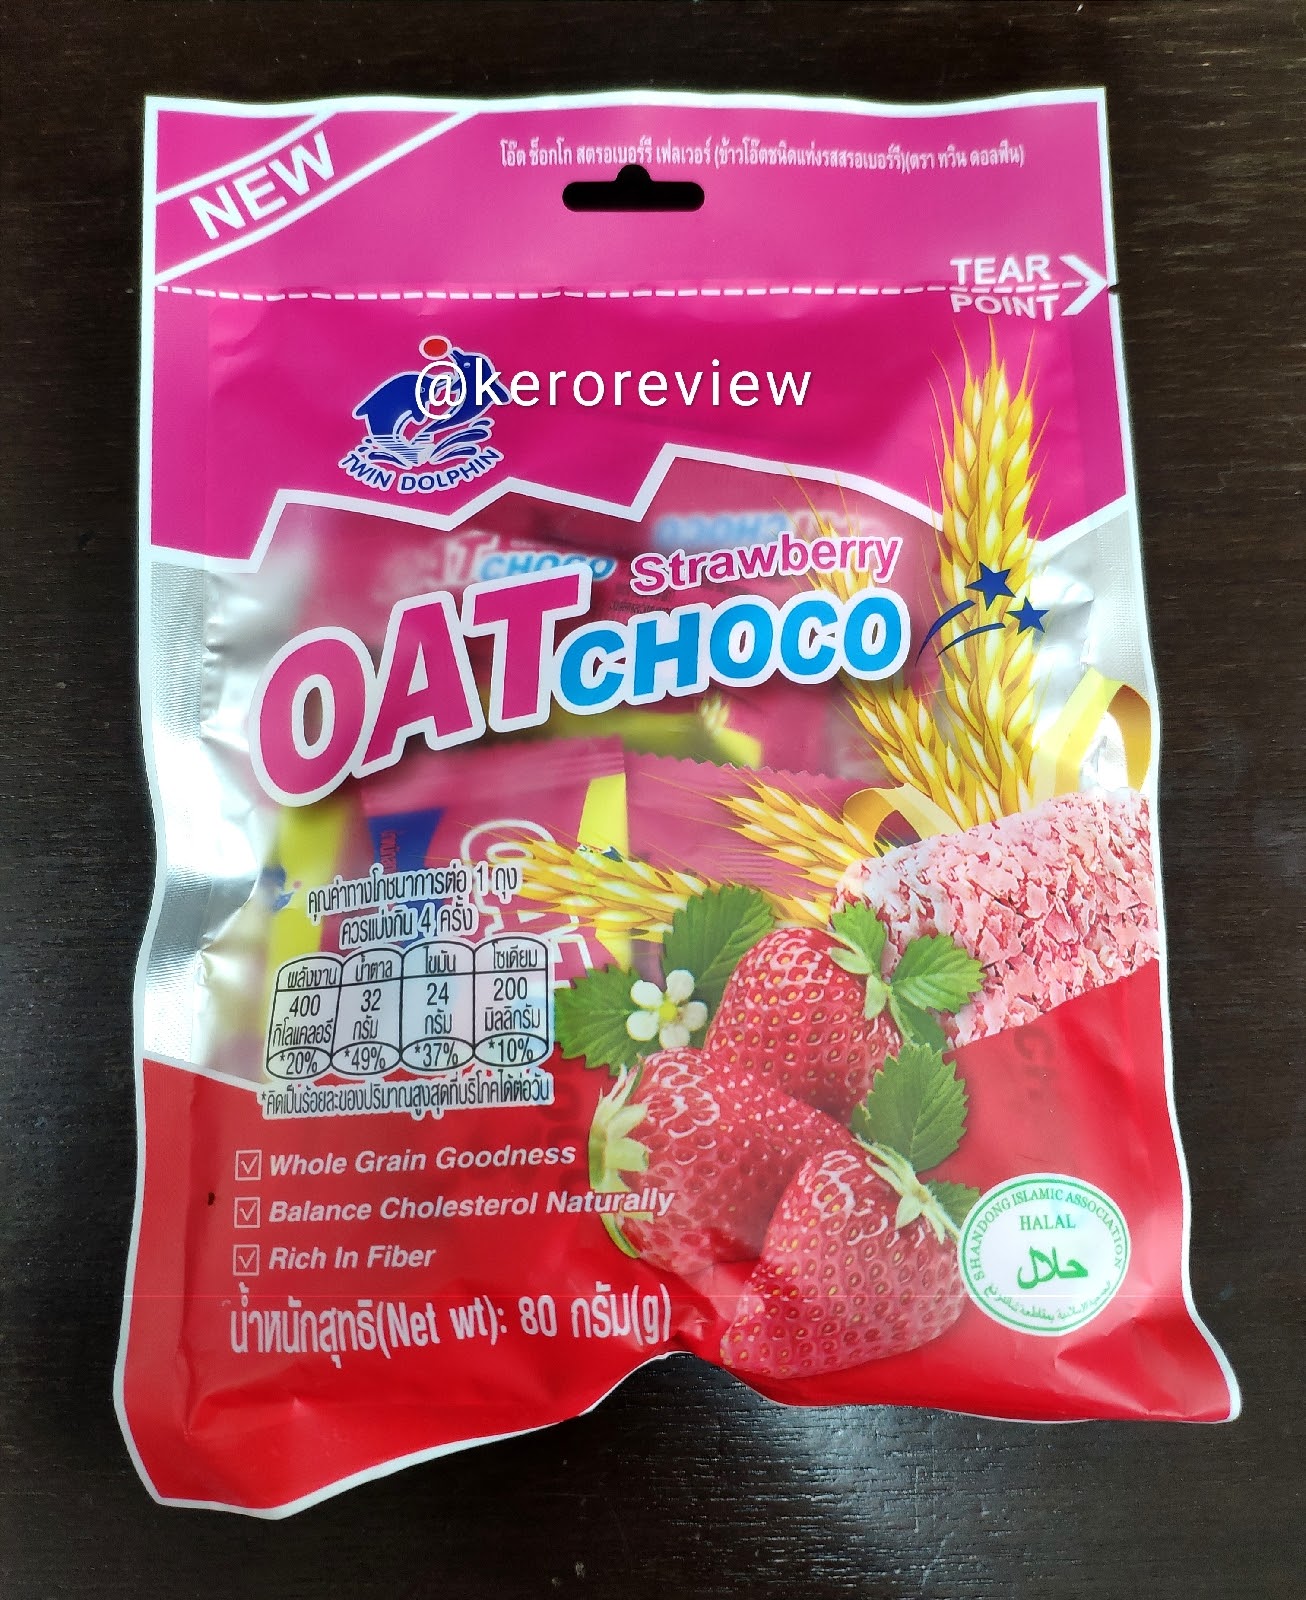 โอ๊ต ช็อกโก สตรอเบอร์รี เฟลเวอร์ (ข้าวโอ๊ตชนิดแท่งรสสตรอเบอร์รี)(ตรา ทวิน ดอลฟิน)
NEW
TEAR
POINT
@keroreview
TWIN DOLPHIN
Strawberry
OAT CHOCO
คุณค่าทางโภชนาการต่อ 1 ถุง
ควรแบ่งกิน 4 ครั้ง
พลังงาน น้ำตาล ไขมัน โซเดียม
400 32 24 200
กิโลแคลอรี กรัม กรัม มิลลิกรัม
*20% *49% *37% *10%
*คิดเป็นร้อยละของปริมาณสูงสุดที่บริโภคได้ต่อวัน
Whole Grain Goodness
Balance Cholesterol Naturally
Rich In Fiber
น้ำหนักสุทธิ(Net wt): 80 กรัม(g)
SHANDONG ISLAMIC ASSOCIATION
HALAL
حلال